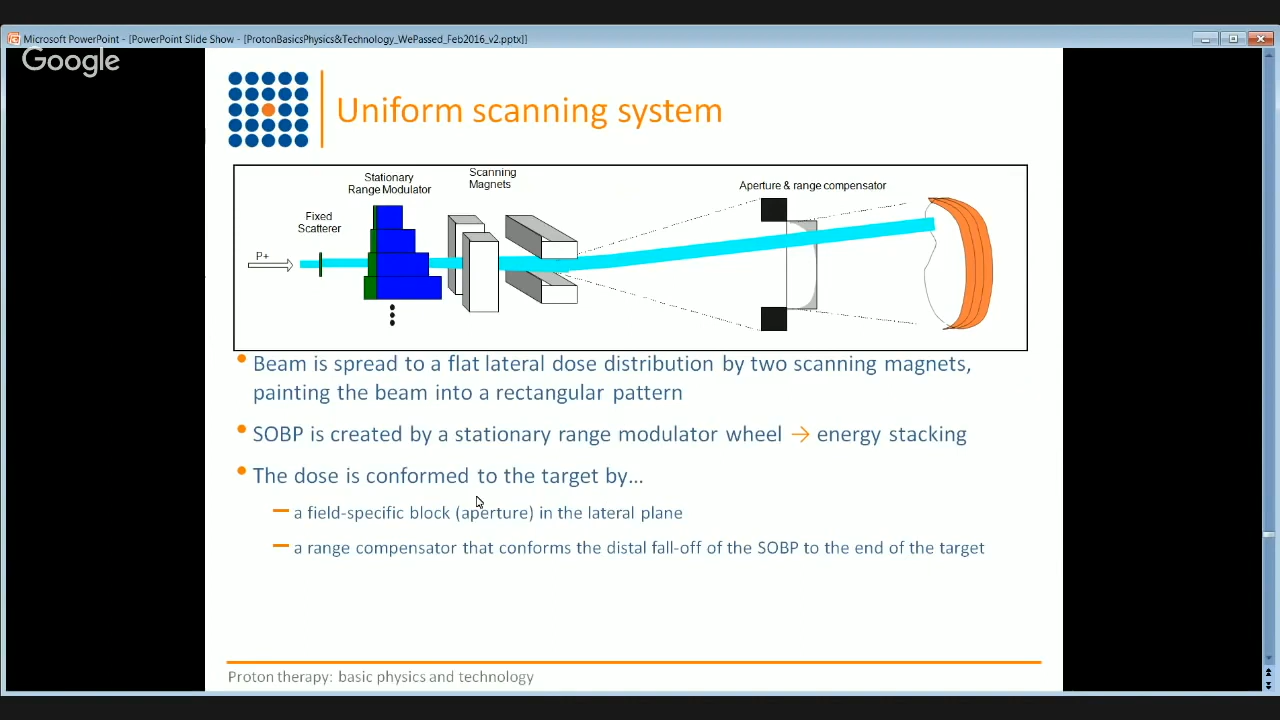 Microsoft PowerPoint - [PowerPoint Slide Show - [ProtonBasicsPhysics&Technology_WePassed_Feb2016_v2.pptx]]
Google
Uniform scanning system
Stationary
Range Modulator
Scanning
Magnets
Fixed
Scatterer
Aperture & range compensator
P+
• Beam is spread to a flat lateral dose distribution by two scanning magnets,
painting the beam into a rectangular pattern
• SOBP is created by a stationary range modulator wheel → energy stacking
• The dose is conformed to the target by…
— a field-specific block (aperture) in the lateral plane
— a range compensator that conforms the distal fall-off of the SOBP to the end of the target
Proton therapy: basic physics and technology